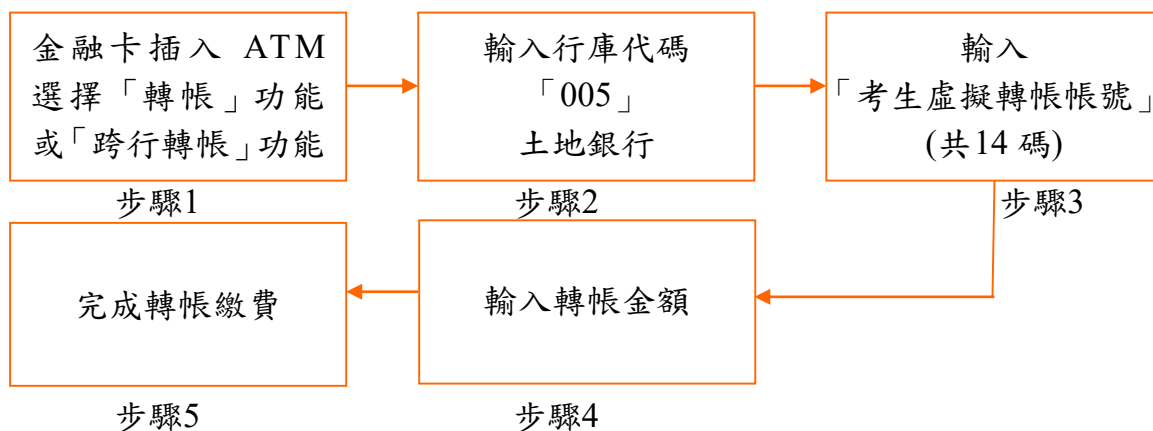 金融卡插入 ATM
選擇「轉帳」功能
或「跨行轉帳」功能
步驟1
輸入行庫代碼
「005」
土地銀行
步驟2
輸入
「考生虛擬轉帳帳號」
(共14 碼)
步驟3
輸入轉帳金額
步驟4
完成轉帳繳費
步驟5